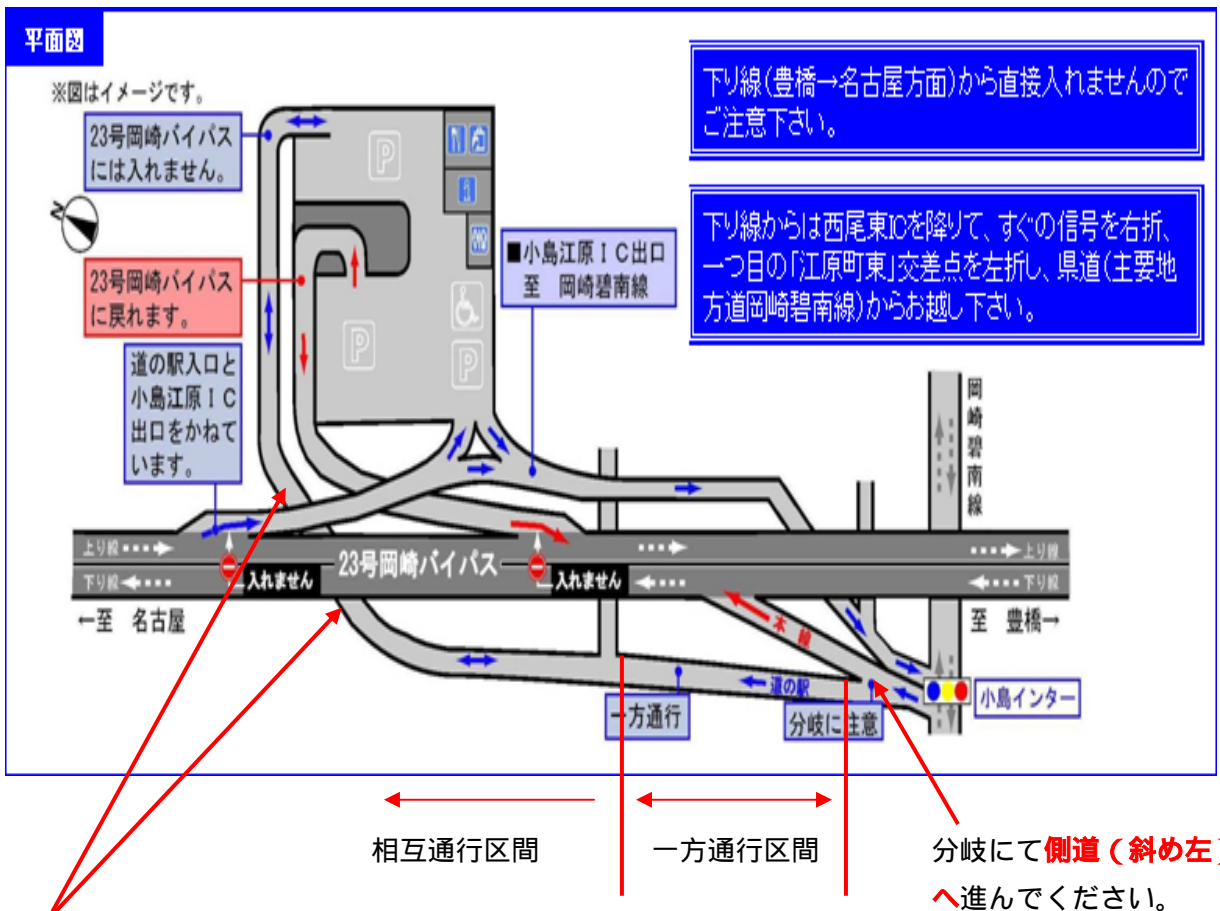 平面図
※図はイメージです。
23号岡崎バイパス
には入れません。
N
23号岡崎バイパス
に戻れます。
道の駅入口と
小島江原IC
出口をかねて
います。
P
P
P
■小島江原IC出口
至 岡崎碧南線
下り線(豊橋→名古屋方面)から直接入れませんので
ご注意下さい。
下り線からは西尾東ICを降りて、すぐの信号を右折、
一つ目の「江原町東」交差点を左折し、県道(主要地
方道岡崎碧南線)からお越し下さい。
岡崎碧南線
上り線
下り線
入れません
23号岡崎バイパス
入れません
上り線
下り線
←至 名古屋
至 豊橋→
本線
道の駅
一方通行
分岐に注意
小島インター
相互通行区間
一方通行区間
分岐にて側道(斜め左)
へ進んでください。